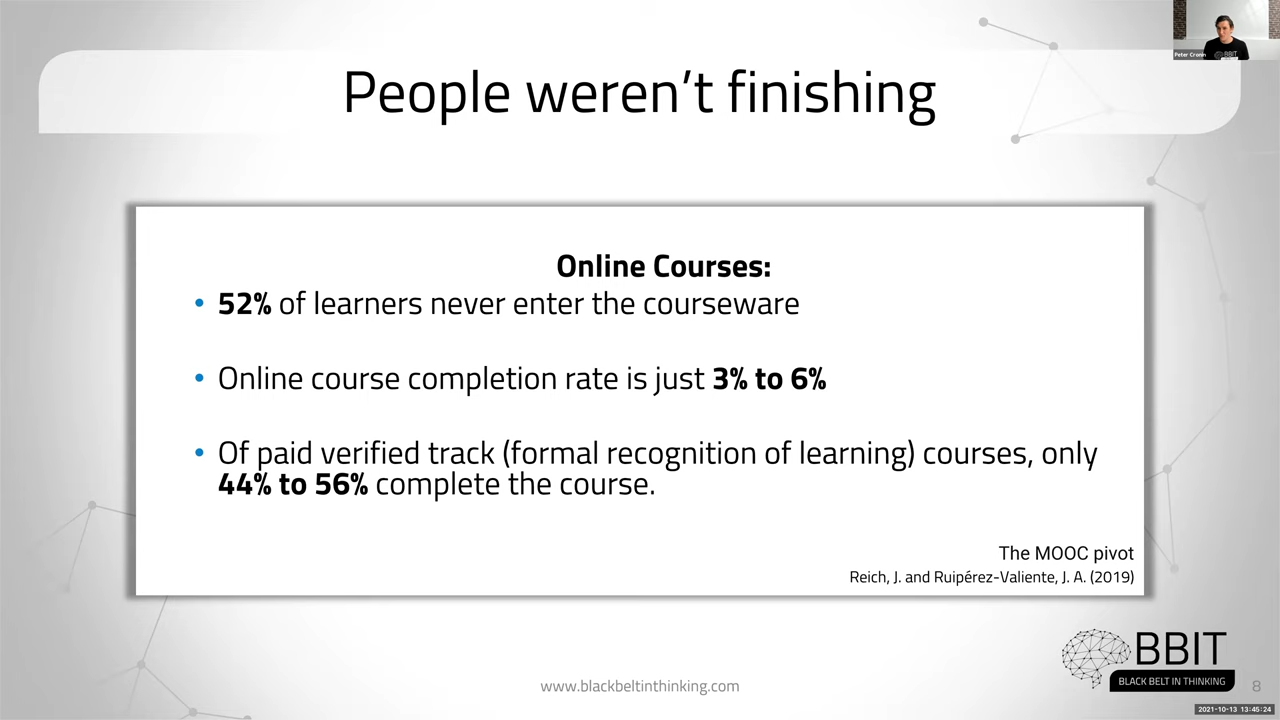 People weren't finishing
Peter Cronin
BBIT
Online Courses:
• 52% of learners never enter the courseware
• Online course completion rate is just 3% to 6%
• Of paid verified track (formal recognition of learning) courses, only
44% to 56% complete the course.
The MOOC pivot
Reich, J. and Ruipérez-Valiente, J. A. (2019)
BBIT
BLACK BELT IN THINKING
www.blackbeltinthinking.com
8
2021-10-13 13:45:24